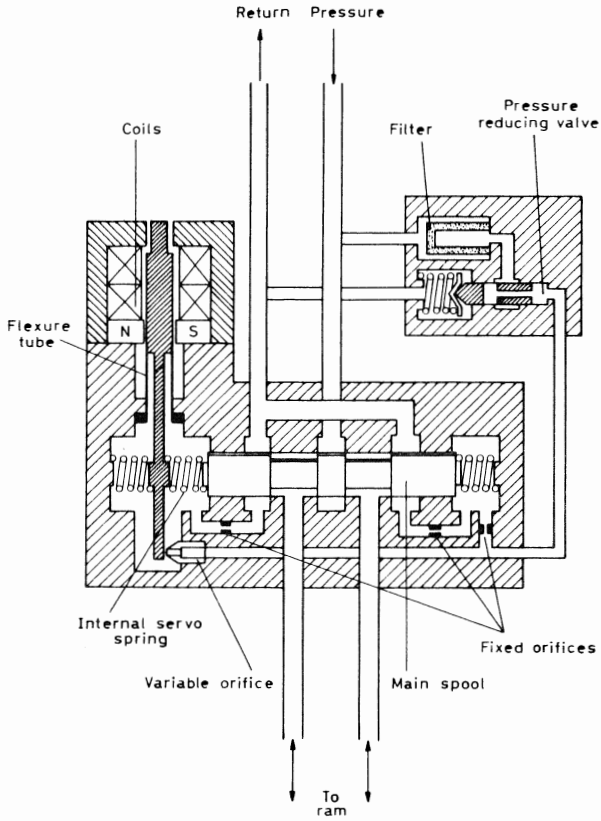 Return Pressure
Coils
Filter
Pressure
reducing valve
Flexure
tube
N S
Internal servo
spring
Variable orifice
Main spool
Fixed orifices
To
ram